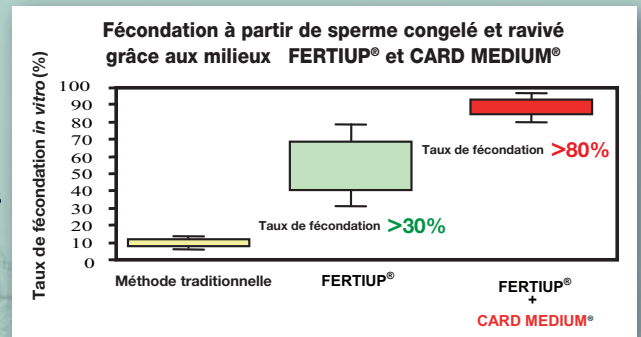 Fécondation à partir de sperme congelé et ravivé
grâce aux milieux FERTIUP® et CARD MEDIUM®
Taux de fécondation in vitro (%)
100
90
80
70
60
50
40
30
20
10
0
Taux de fécondation >80%
Taux de fécondation >30%
Méthode traditionnelle
FERTIUP®
FERTIUP®
+
CARD MEDIUM®